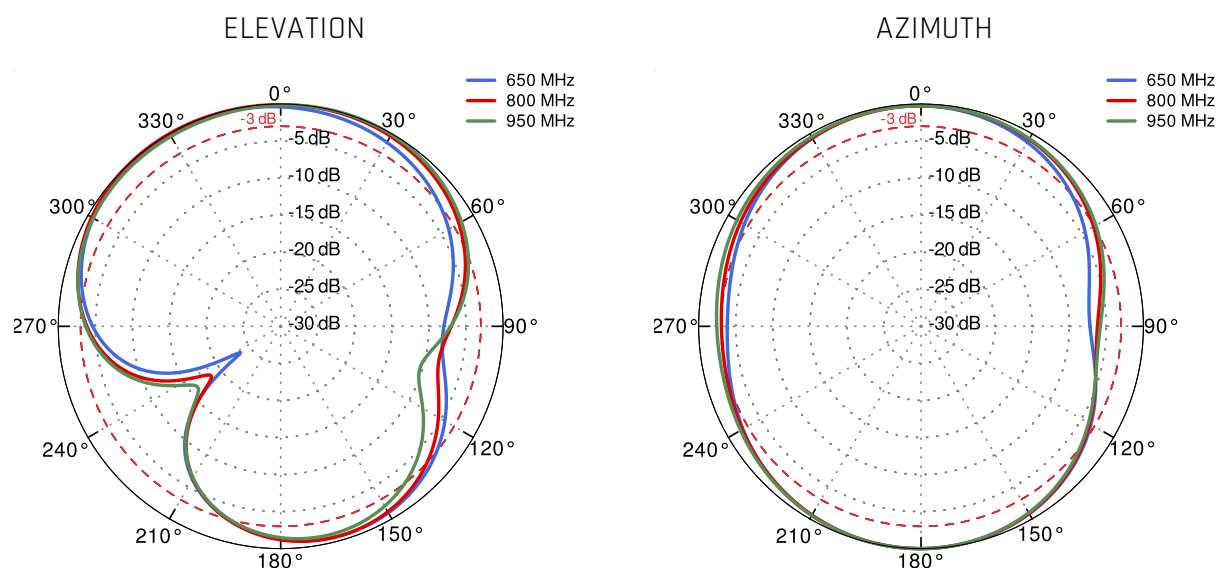 ELEVATION
650 MHz
800 MHz
950 MHz
0°
30°
60°
90°
120°
150°
180°
210°
240°
270°
300°
330°
-3 dB
-5 dB
-10 dB
-15 dB
-20 dB
-25 dB
-30 dB
AZIMUTH
650 MHz
800 MHz
950 MHz
0°
30°
60°
90°
120°
150°
180°
210°
240°
270°
300°
330°
-3 dB
-5 dB
-10 dB
-15 dB
-20 dB
-25 dB
-30 dB